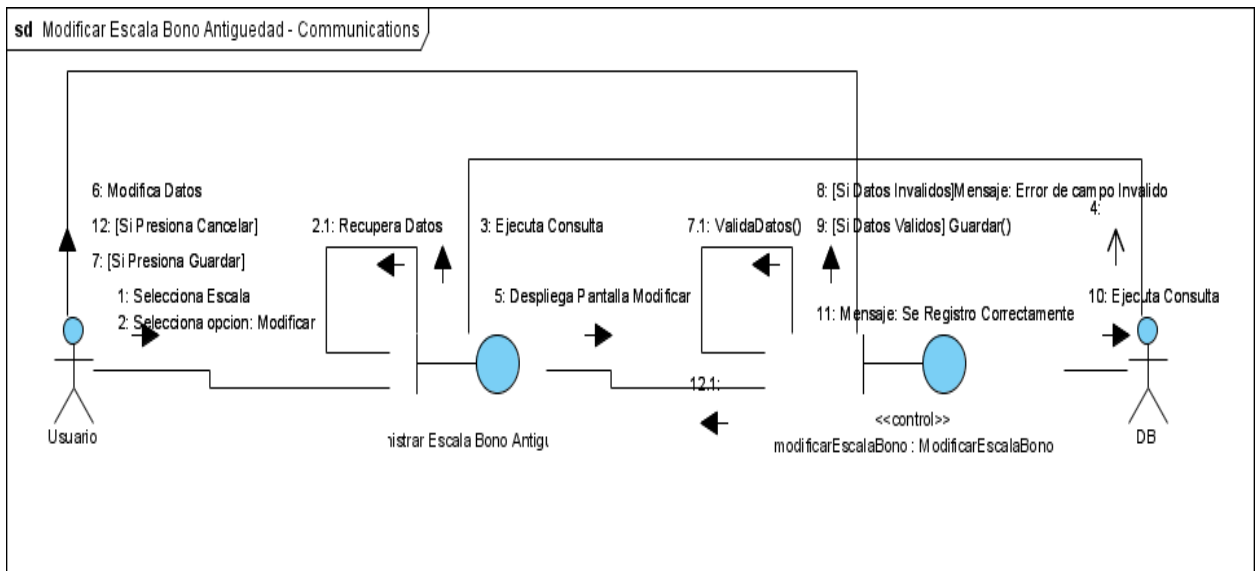 sd Modificar Escala Bono Antiguedad - Communications
6: Modifica Datos
12: [Si Presiona Cancelar]
7: [Si Presiona Guardar]
1: Selecciona Escala
2: Selecciona opcion: Modificar
2.1: Recupera Datos
3: Ejecuta Consulta
5: Despliega Pantalla Modificar
7.1: ValidaDatos()
8: [Si Datos Invalidos]Mensaje: Error de campo Invalido
9: [Si Datos Validos] Guardar()
4:
10: Ejecuta Consulta
11: Mensaje: Se Registro Correctamente
12.1:
Usuario
Escala Bono
<<control>>
modificarEscalaBono : ModificarEscalaBono
DB